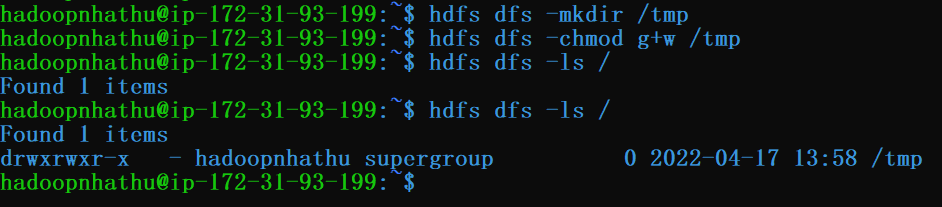 hadoopnhathu@ip-172-31-93-199:~$ hdfs dfs -mkdir /tmp
hadoopnhathu@ip-172-31-93-199:~$ hdfs dfs -chmod g+w /tmp
hadoopnhathu@ip-172-31-93-199:~$ hdfs dfs -ls /
Found 1 items
hadoopnhathu@ip-172-31-93-199:~$ hdfs dfs -ls /
Found 1 items
drwxrwxr-x   - hadoopnhathu supergroup          0 2022-04-17 13:58 /tmp
hadoopnhathu@ip-172-31-93-199:~$